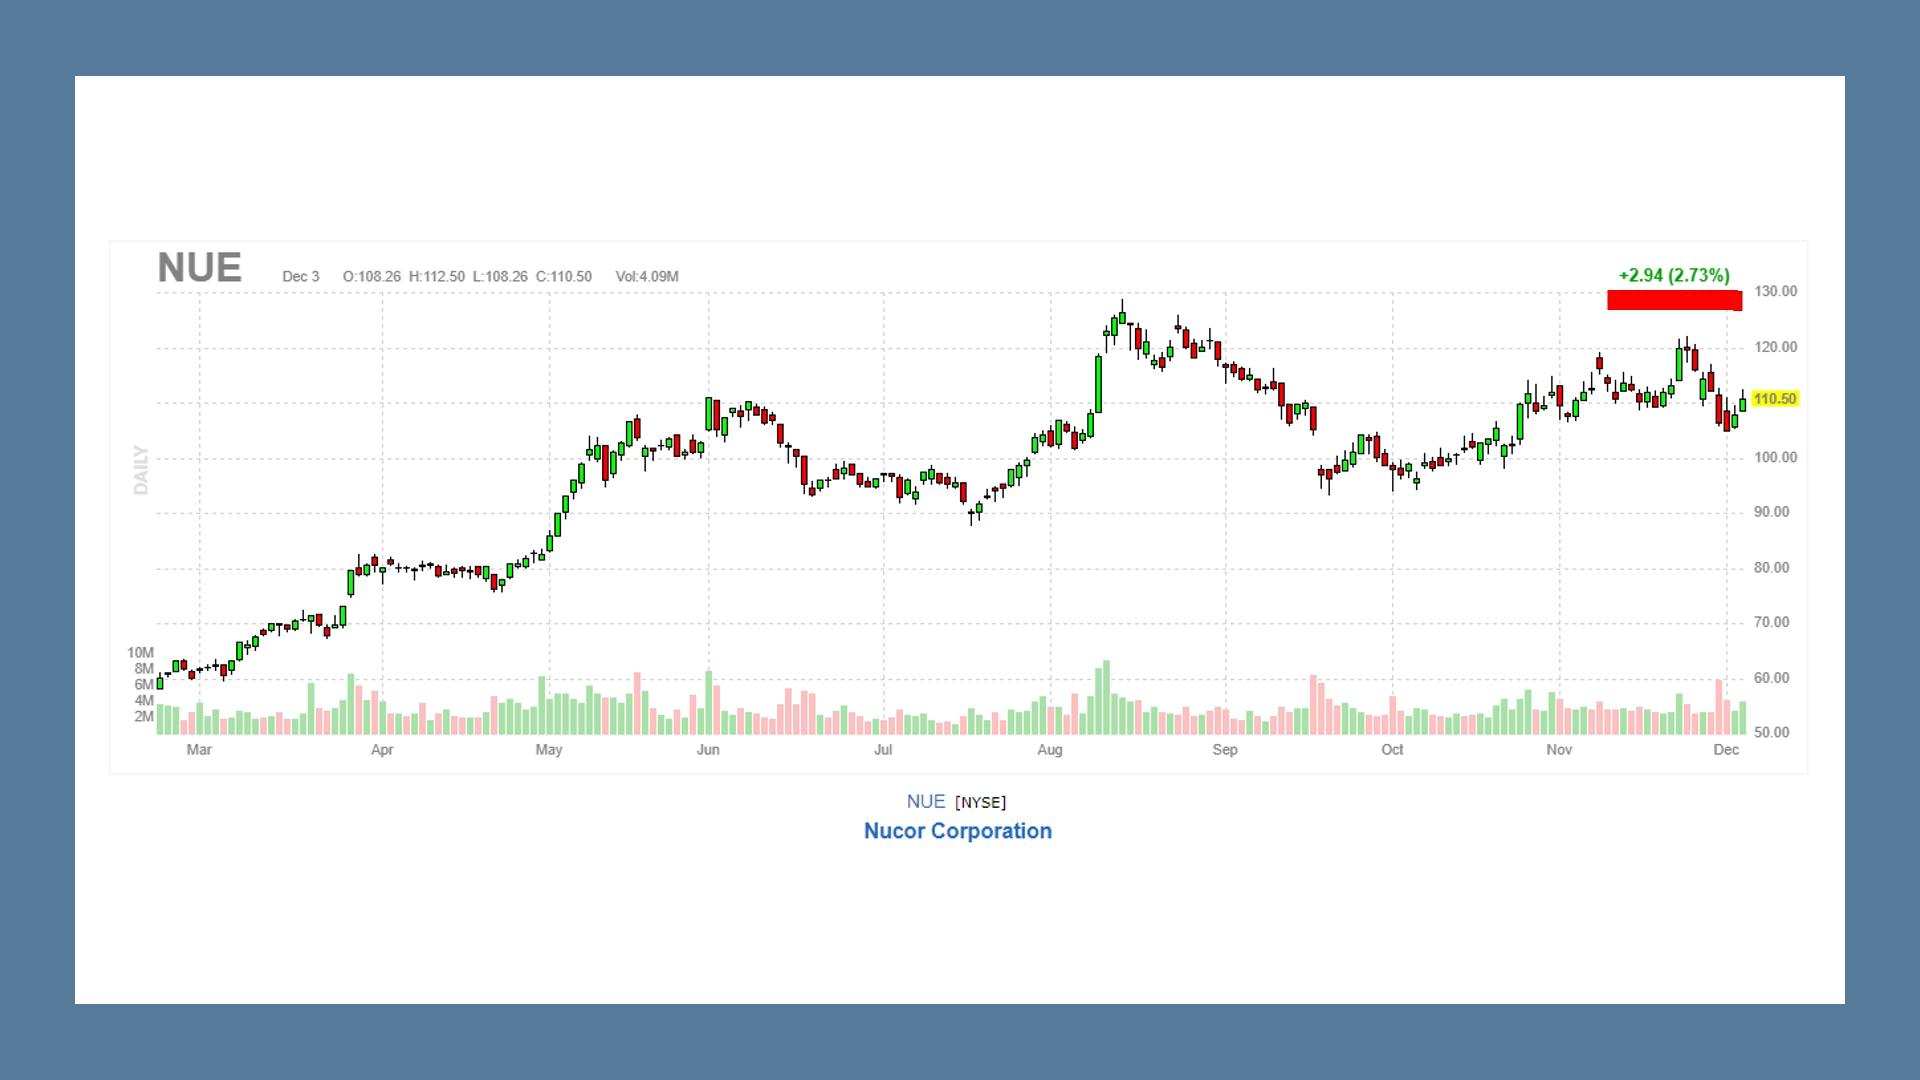 NUE Dec 3 O:108.26 H:112.50 L:108.26 C:110.50 Vol:4.09M +2.94 (2.73%)
130.00
120.00
110.50
100.00
90.00
80.00
70.00
60.00
50.00
DAILY
10M
8M
6M
4M
2M
Mar Apr May Jun Jul Aug Sep Oct Nov Dec
NUE [NYSE]
Nucor Corporation